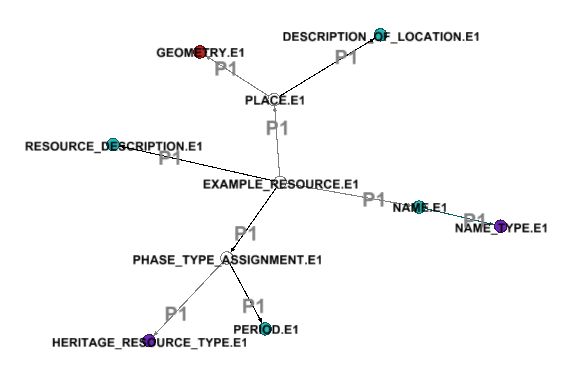 DESCRIPTION_OF_LOCATION.E1
GEOMETRY.E1
P1
P1
PLACE.E1
P1
RESOURCE_DESCRIPTION.E1
P1
EXAMPLE_RESOURCE.E1
P1
NAME.E1
P1
NAME_TYPE.E1
P1
PHASE_TYPE_ASSIGNMENT.E1
P1
P1
PERIOD.E1
HERITAGE_RESOURCE_TYPE.E1